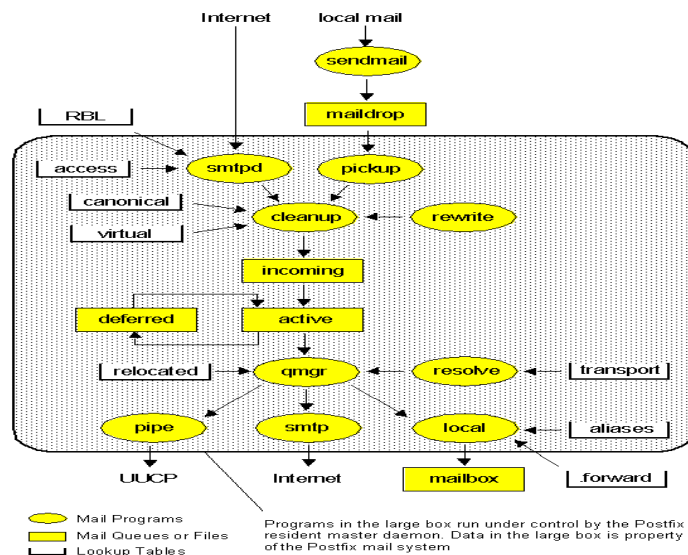 Internet
local mail
sendmail
RBL
maildrop
access
smtpd
pickup
canonical
cleanup
rewrite
virtual
incoming
deferred
active
relocated
qmgr
resolve
transport
pipe
smtp
local
aliases
UUCP
Internet
mailbox
.forward
Mail Programs
Mail Queues or Files
Lookup Tables
Programs in the large box run under control by the Postfix
resident master daemon. Data in the large box is property
of the Postfix mail system